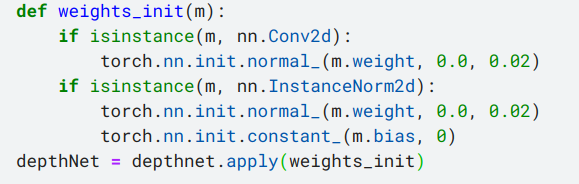 def weights_init(m):
    if isinstance(m, nn.Conv2d):
        torch.nn.init.normal_(m.weight, 0.0, 0.02)
    if isinstance(m, nn.InstanceNorm2d):
        torch.nn.init.normal_(m.weight, 0.0, 0.02)
        torch.nn.init.constant_(m.bias, 0)
depthNet = depthnet.apply(weights_init)